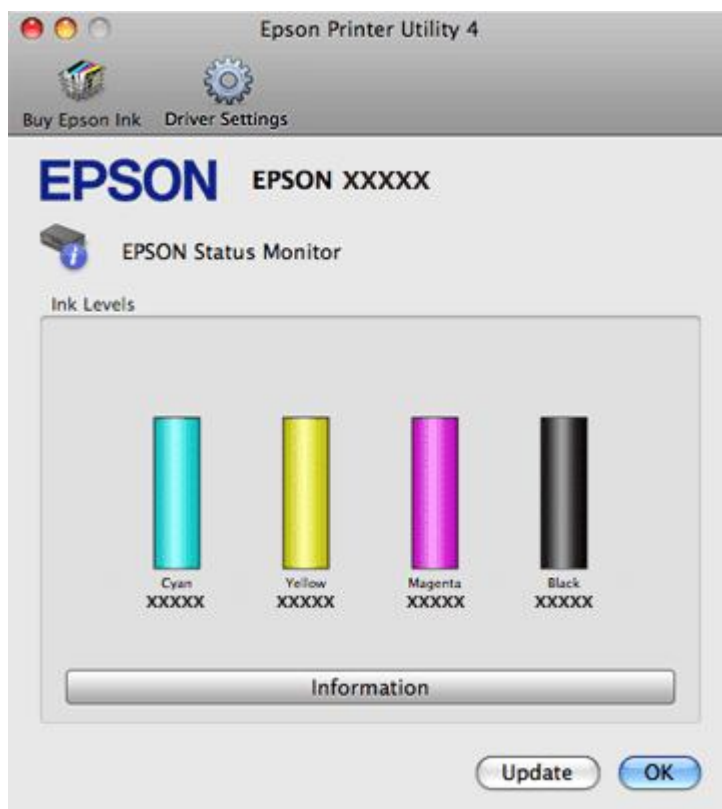 Epson Printer Utility 4
Buy Epson Ink Driver Settings
EPSON EPSON XXXXX
EPSON Status Monitor
Ink Levels
Cyan Yellow Magenta Black
XXXXX XXXXX XXXXX XXXXX
Information
Update OK